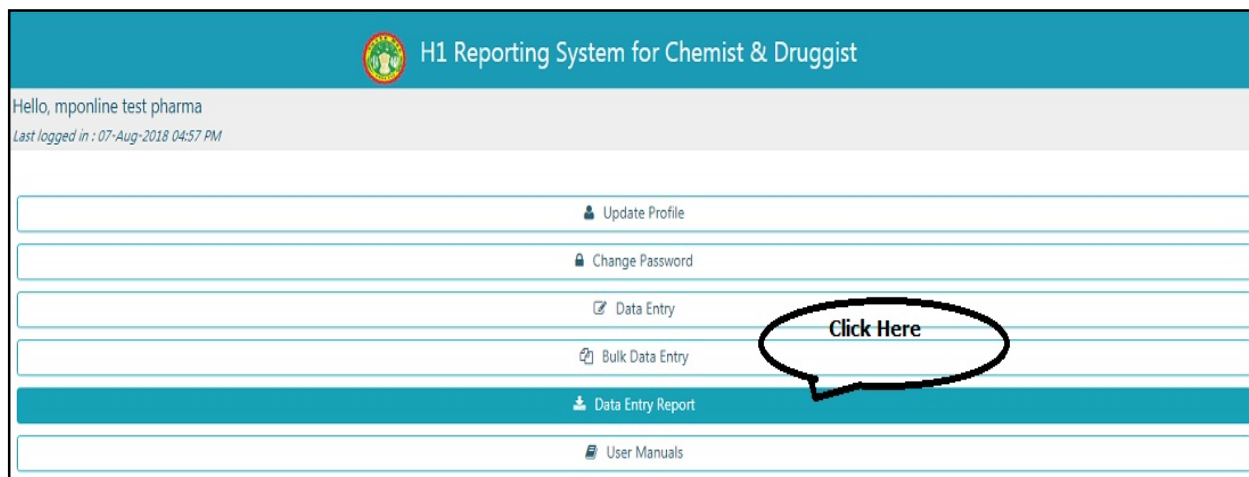 H1 Reporting System for Chemist & Druggist
Hello, mponline test pharma
Last logged in : 07-Aug-2018 04:57 PM
Update Profile
Change Password
Data Entry
Click Here
Bulk Data Entry
Data Entry Report
User Manuals